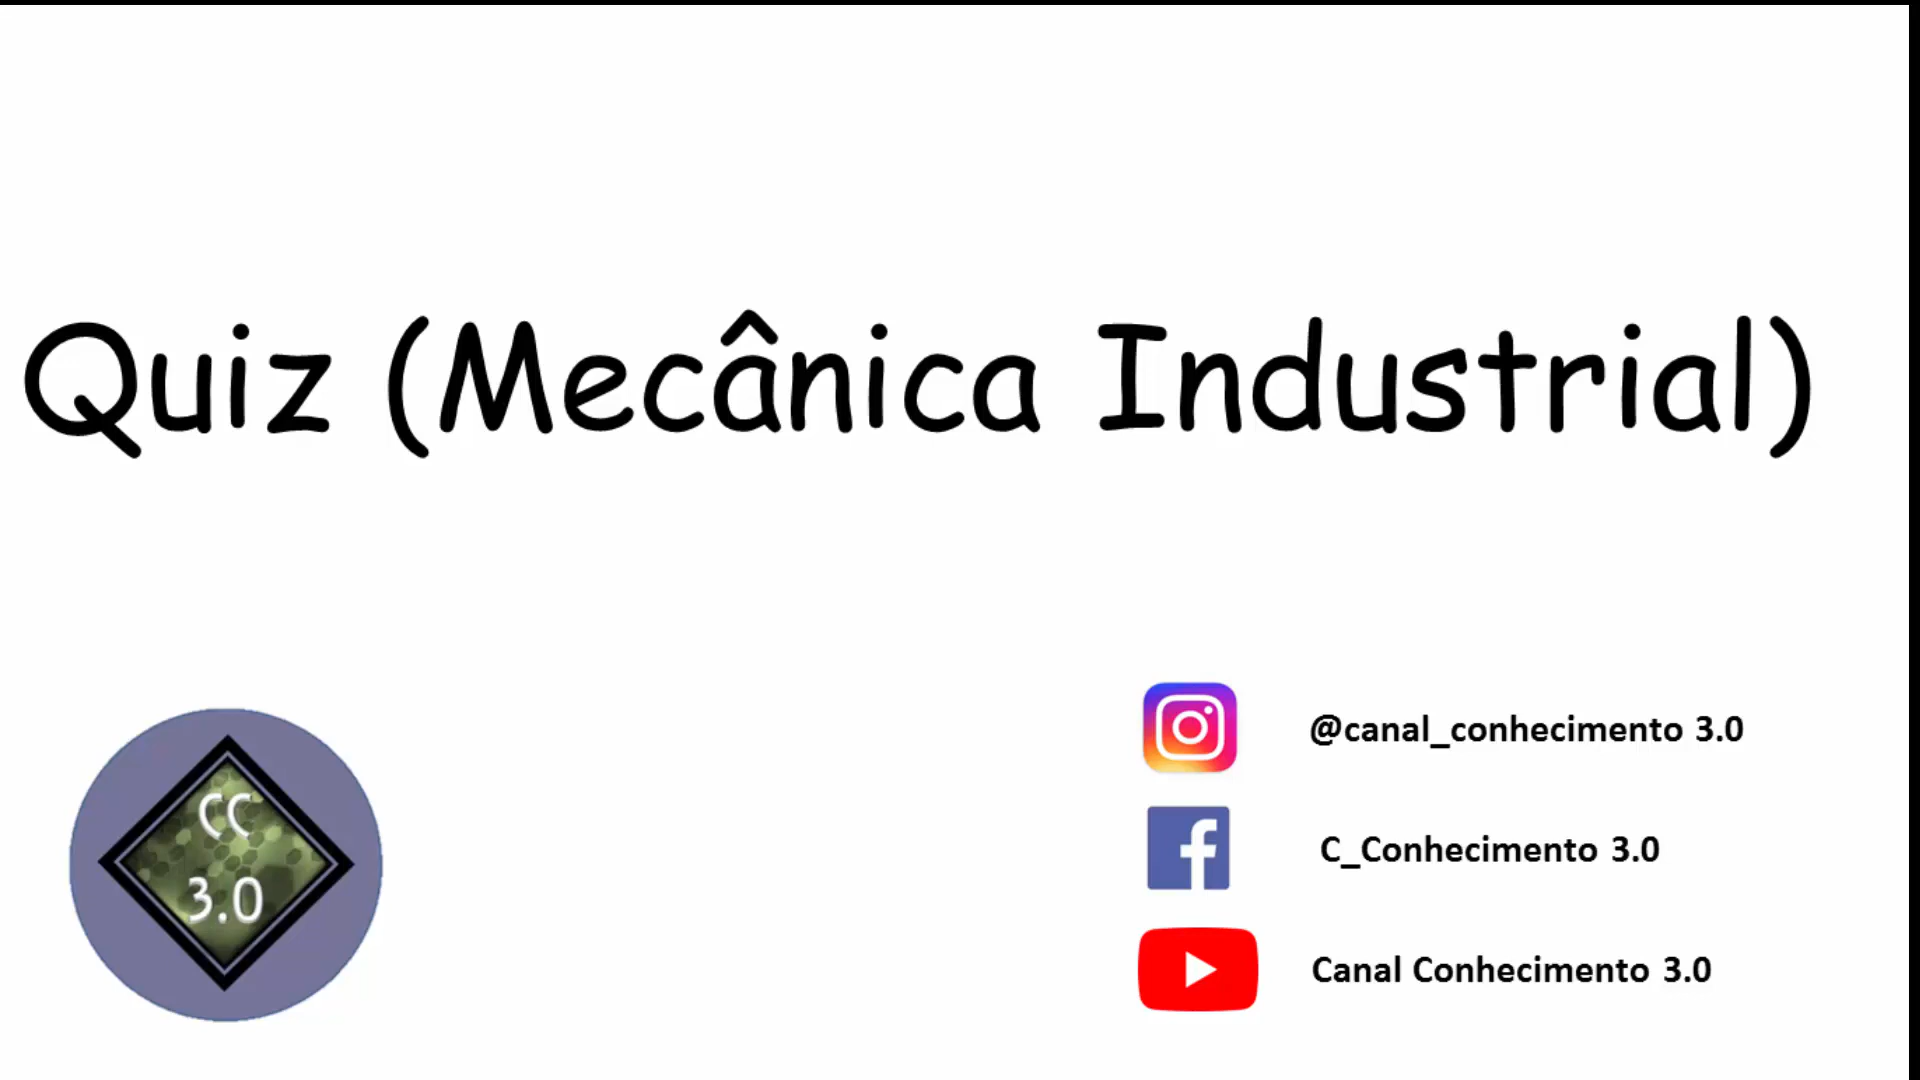 Quiz (Mecânica Industrial)
@canal_conhecimento 3.0
CC
3.0
C_Conhecimento 3.0
Canal Conhecimento 3.0